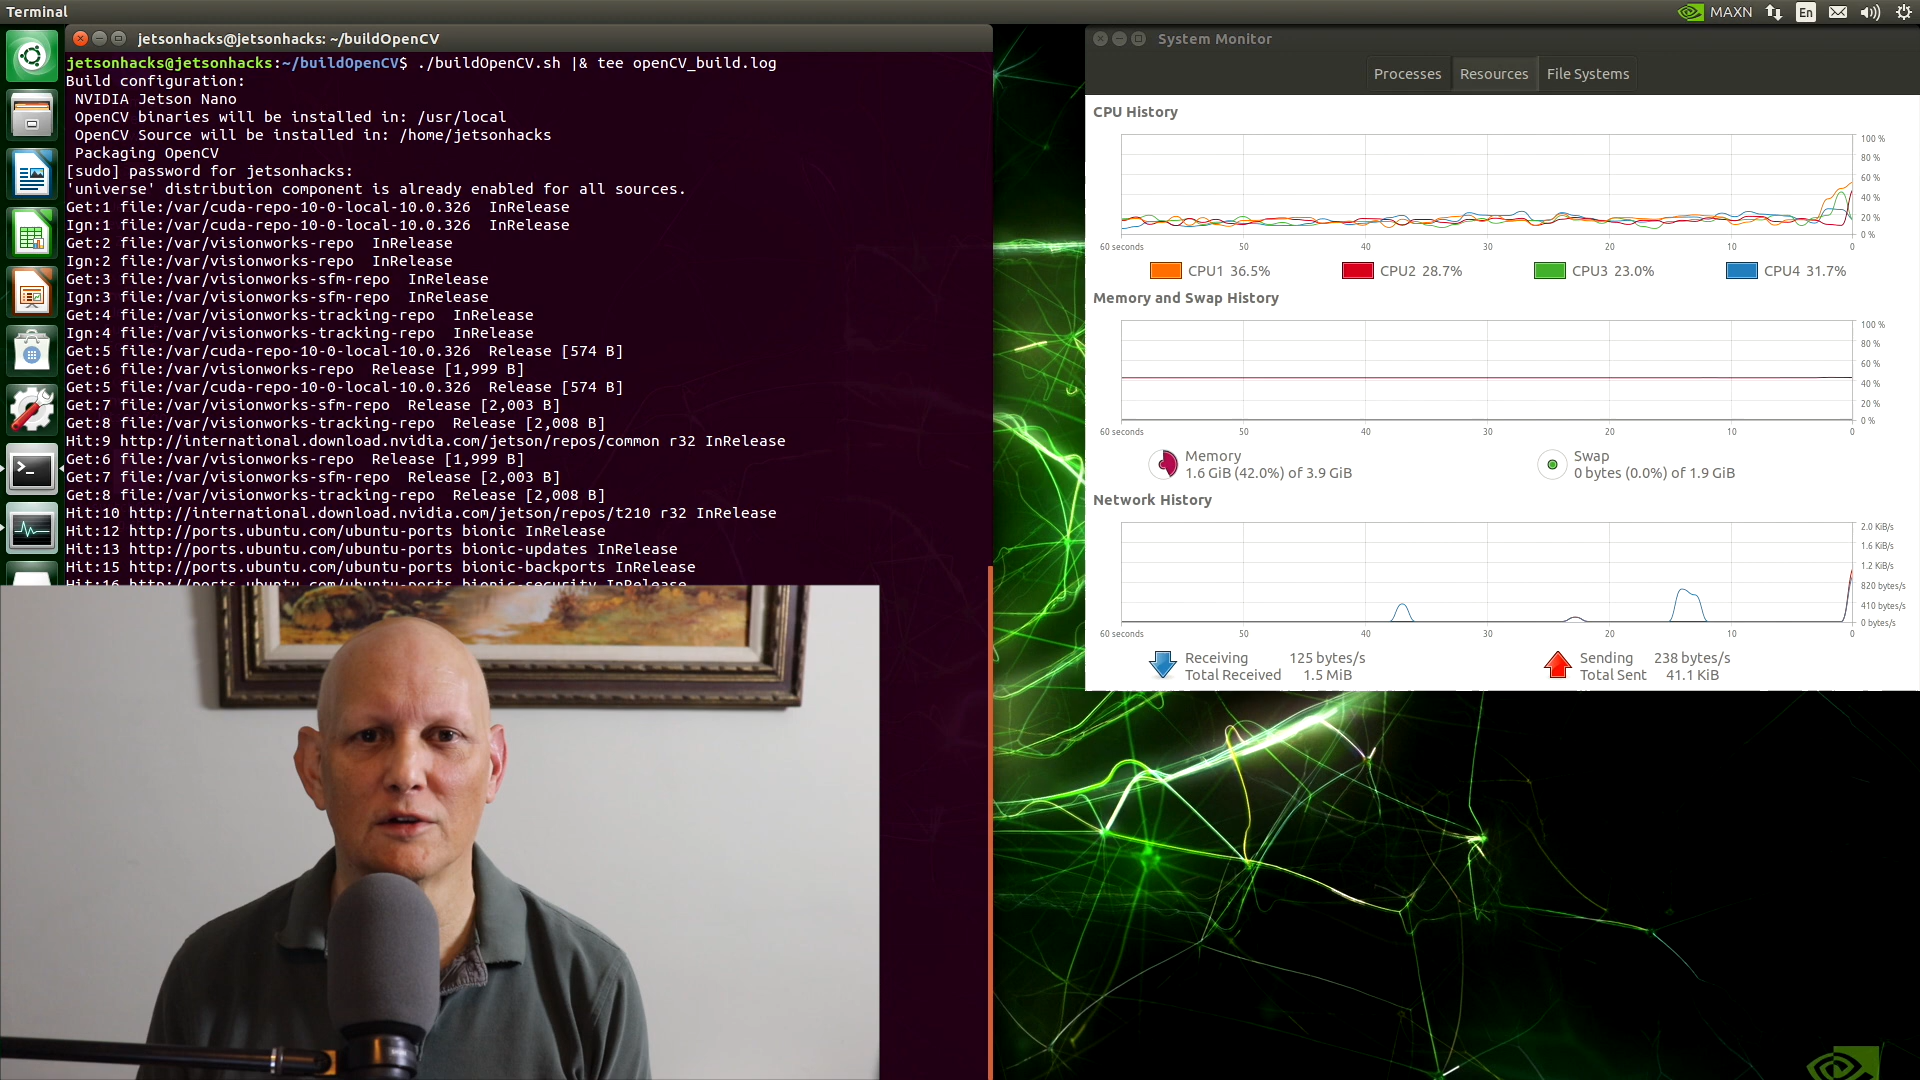 Terminal
MAXN
En
jetsonhacks@jetsonhacks: ~/buildOpenCV
jetsonhacks@jetsonhacks:~/buildOpenCV$ ./buildOpenCV.sh |& tee openCV_build.log
Build configuration:
NVIDIA Jetson Nano
OpenCV binaries will be installed in: /usr/local
OpenCV Source will be installed in: /home/jetsonhacks
Packaging OpenCV
[sudo] password for jetsonhacks:
'universe' distribution component is already enabled for all sources.
Get:1 file:/var/cuda-repo-10-0-local-10.0.326  InRelease
Ign:1 file:/var/cuda-repo-10-0-local-10.0.326  InRelease
Get:2 file:/var/visionworks-repo  InRelease
Ign:2 file:/var/visionworks-repo  InRelease
Get:3 file:/var/visionworks-sfm-repo  InRelease
Ign:3 file:/var/visionworks-sfm-repo  InRelease
Get:4 file:/var/visionworks-tracking-repo  InRelease
Ign:4 file:/var/visionworks-tracking-repo  InRelease
Get:5 file:/var/cuda-repo-10-0-local-10.0.326  Release [574 B]
Get:6 file:/var/visionworks-repo  Release [1,999 B]
Get:5 file:/var/cuda-repo-10-0-local-10.0.326  Release [574 B]
Get:7 file:/var/visionworks-sfm-repo  Release [2,003 B]
Get:8 file:/var/visionworks-tracking-repo  Release [2,008 B]
Hit:9 http://international.download.nvidia.com/jetson/repos/common r32 InRelease
Get:6 file:/var/visionworks-repo  Release [1,999 B]
Get:7 file:/var/visionworks-sfm-repo  Release [2,003 B]
Get:8 file:/var/visionworks-tracking-repo  Release [2,008 B]
Hit:10 http://international.download.nvidia.com/jetson/repos/t210 r32 InRelease
Hit:12 http://ports.ubuntu.com/ubuntu-ports bionic InRelease
Hit:13 http://ports.ubuntu.com/ubuntu-ports bionic-updates InRelease
Hit:15 http://ports.ubuntu.com/ubuntu-ports bionic-backports InRelease
Hit:16 http://ports.ubuntu.com/ubuntu-ports bionic-security InRelease
System Monitor
Processes Resources File Systems
CPU History
100 %
80 %
60 %
40 %
20 %
0 %
60 seconds 50 40 30 20 10 0
CPU1 36.5% CPU2 28.7% CPU3 23.0% CPU4 31.7%
Memory and Swap History
100 %
80 %
60 %
40 %
20 %
0 %
60 seconds 50 40 30 20 10 0
Memory
1.6 GiB (42.0%) of 3.9 GiB
Swap
0 bytes (0.0%) of 1.9 GiB
Network History
2.0 KiB/s
1.6 KiB/s
1.2 KiB/s
820 bytes/s
410 bytes/s
0 bytes/s
60 seconds 50 40 30 20 10 0
Receiving 125 bytes/s
Total Received 1.5 MiB
Sending 238 bytes/s
Total Sent 41.1 KiB